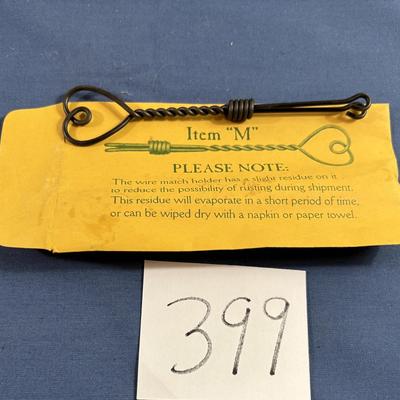 Item "M"
PLEASE NOTE:
The wire match holder has a slight residue on it
to reduce the possibility of rusting during shipment.
This residue will evaporate in a short period of time,
or can be wiped dry with a napkin or paper towel.
399